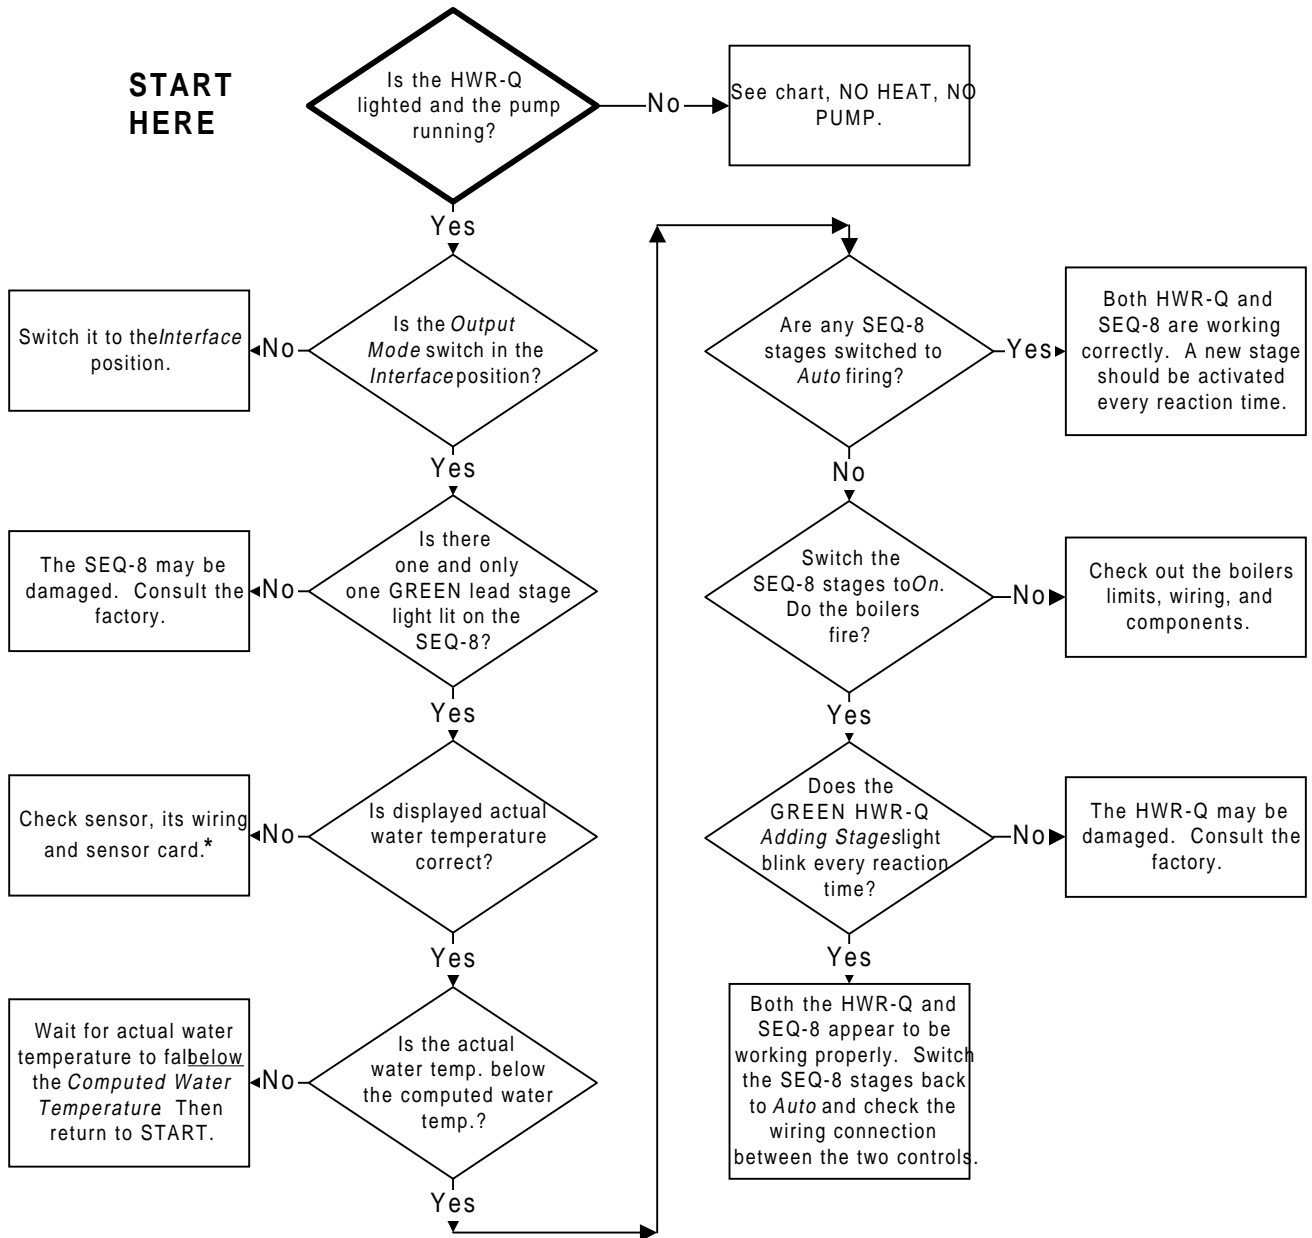 START
HERE
Is the HWR-Q
lighted and the pump
running?
No
See chart, NO HEAT, NO
PUMP.
Yes
Is the Output
Mode switch in the
Interface position?
No
Switch it to the Interface
position.
Yes
Is there
one and only
one GREEN lead stage
light lit on the
SEQ-8?
No
The SEQ-8 may be
damaged. Consult the
factory.
Yes
Is displayed actual
water temperature
correct?
No
Check sensor, its wiring
and sensor card.*
Yes
Is the actual
water temp. below
the computed water
temp.?
No
Wait for actual water
temperature to fall below
the Computed Water
Temperature. Then
return to START.
Yes
Are any SEQ-8
stages switched to
Auto firing?
Yes
Both HWR-Q and
SEQ-8 are working
correctly. A new stage
should be activated
every reaction time.
No
Switch the
SEQ-8 stages to On.
Do the boilers
fire?
No
Check out the boilers
limits, wiring, and
components.
Yes
Does the
GREEN HWR-Q
Adding Stages light
blink every reaction
time?
No
The HWR-Q may be
damaged. Consult the
factory.
Yes
Both the HWR-Q and
SEQ-8 appear to be
working properly. Switch
the SEQ-8 stages back
to Auto and check the
wiring connection
between the two controls.